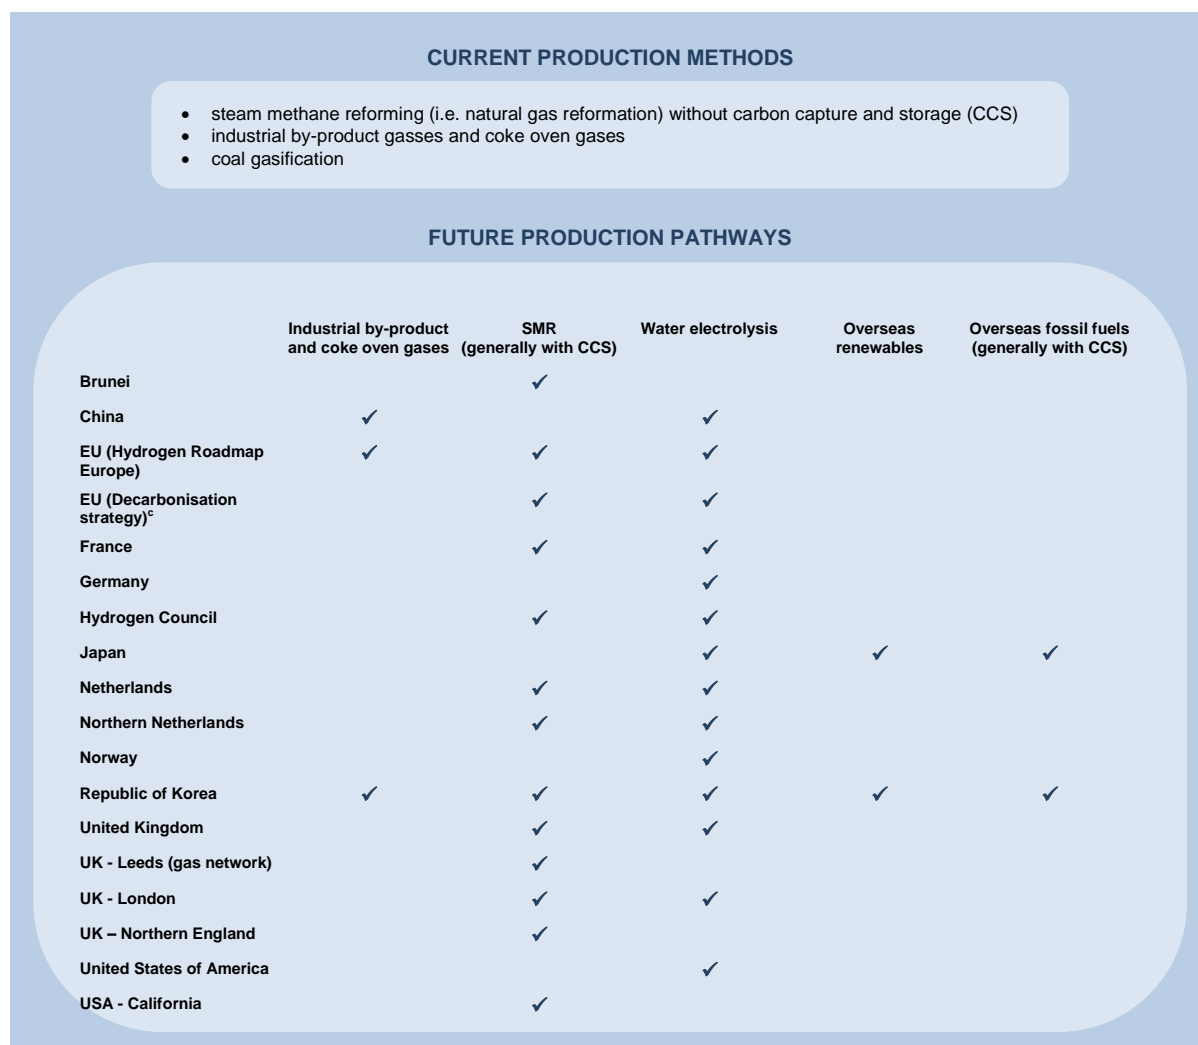 CURRENT PRODUCTION METHODS
• steam methane reforming (i.e. natural gas reformation) without carbon capture and storage (CCS)
• industrial by-product gasses and coke oven gases
• coal gasification
FUTURE PRODUCTION PATHWAYS
Industrial by-product SMR Water electrolysis Overseas Overseas fossil fuels
and coke oven gases (generally with CCS) renewables (generally with CCS)
Brunei ✓
China ✓ ✓
EU (Hydrogen Roadmap ✓ ✓ ✓
Europe)
EU (Decarbonisation ✓ ✓
strategy)ᶜ
France ✓ ✓
Germany ✓
Hydrogen Council ✓ ✓
Japan ✓ ✓ ✓
Netherlands ✓ ✓
Northern Netherlands ✓ ✓
Norway ✓
Republic of Korea ✓ ✓ ✓ ✓ ✓
United Kingdom ✓ ✓
UK - Leeds (gas network) ✓
UK - London ✓ ✓
UK – Northern England ✓
United States of America ✓
USA - California ✓